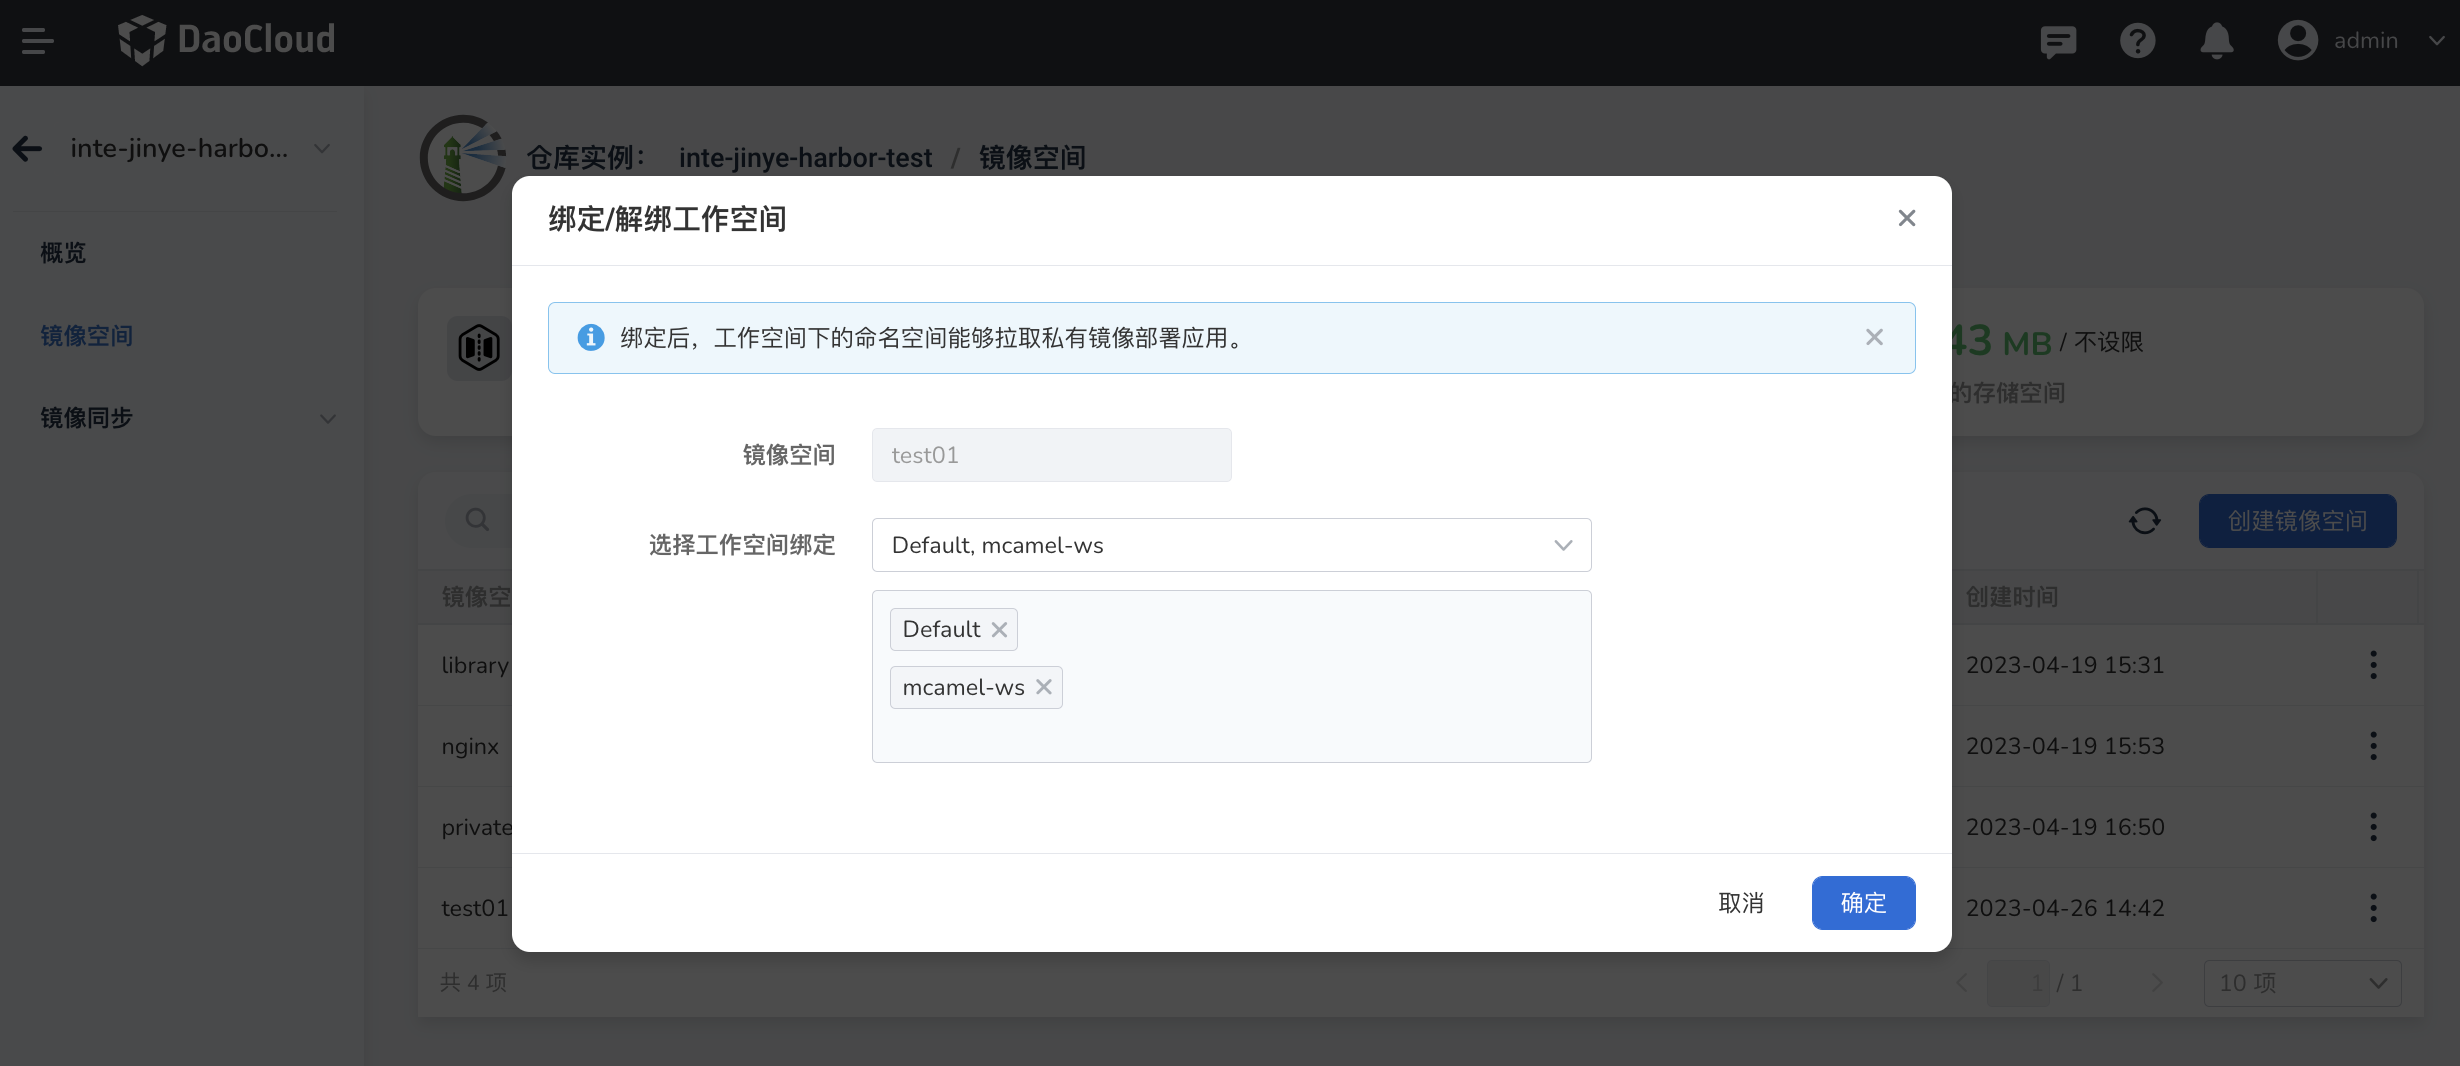 DaoCloud
admin
inte-jinye-harbo...
概览
镜像空间
镜像同步
仓库实例： inte-jinye-harbor-test / 镜像空间
绑定/解绑工作空间
绑定后，工作空间下的命名空间能够拉取私有镜像部署应用。
镜像空间 test01
选择工作空间绑定 Default, mcamel-ws
Default
mcamel-ws
取消 确定
43 MB / 不设限
的存储空间
创建镜像空间
镜像空 创建时间
library 2023-04-19 15:31
nginx 2023-04-19 15:53
private 2023-04-19 16:50
test01 2023-04-26 14:42
共 4 项 1 / 1 10 项